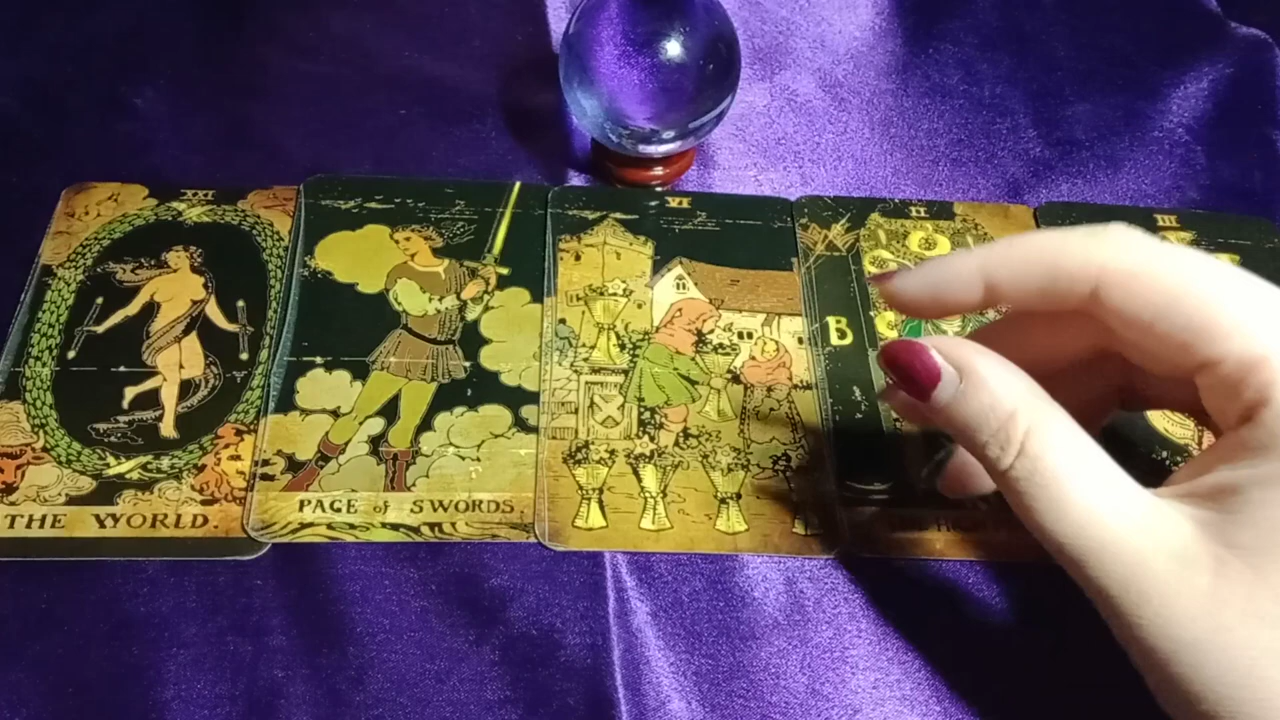 XXI
THE WORLD.
PAGE of SWORDS.
VI
II
B
III